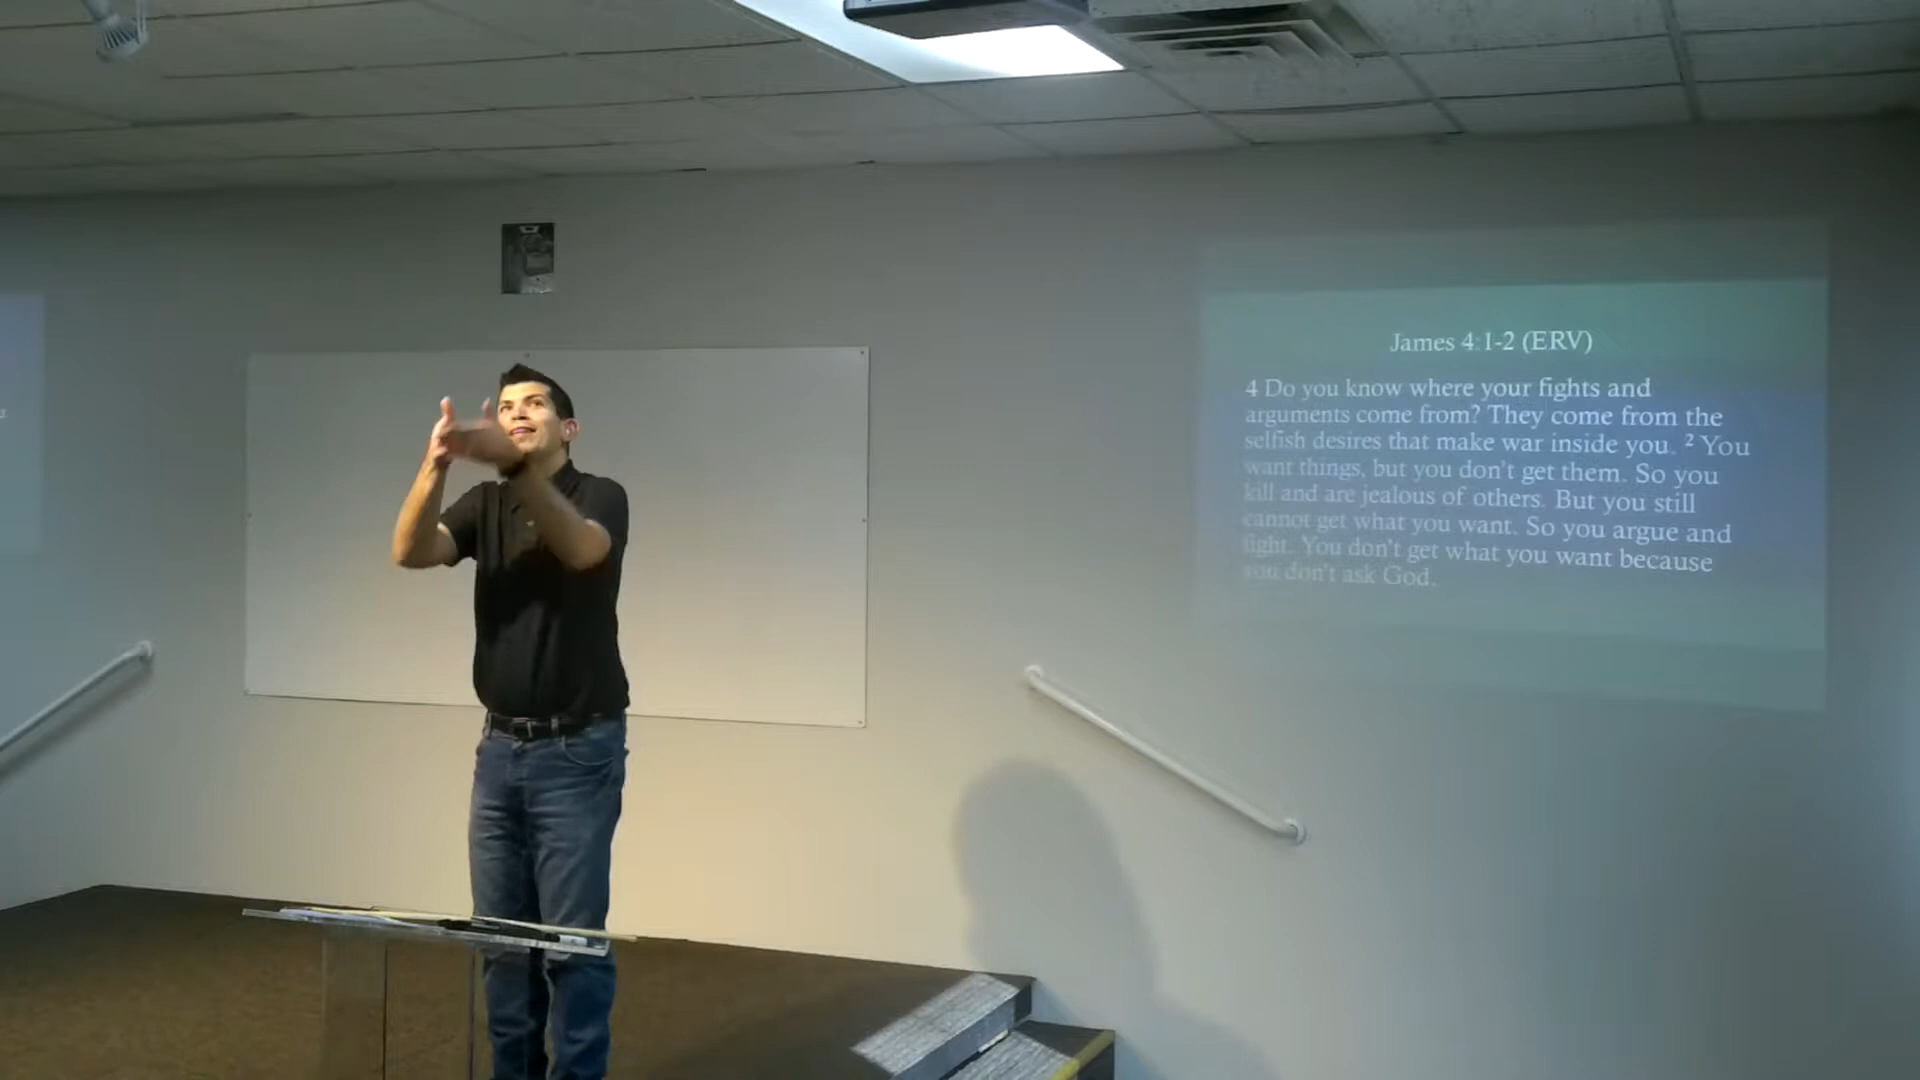 James 4:1-2 (ERV)
4 Do you know where your fights and
arguments come from? They come from the
selfish desires that make war inside you. ² You
want things, but you don't get them. So you
kill and are jealous of others. But you still
cannot get what you want. So you argue and
fight. You don't get what you want because
you don't ask God.